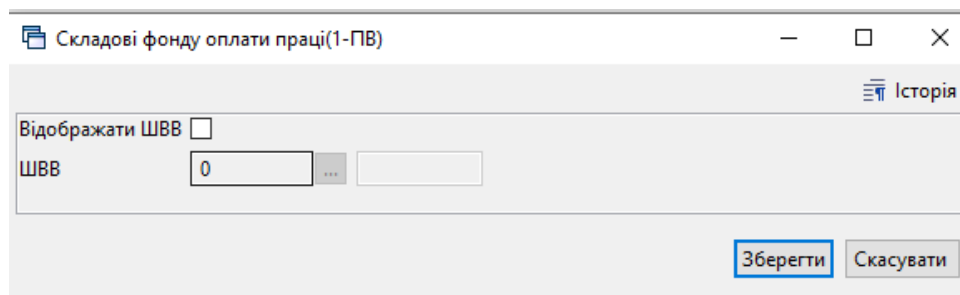 Складові фонду оплати праці(1-ПВ)
Історія
Відображати ШВВ
ШВВ 0 ...
Зберегти Скасувати